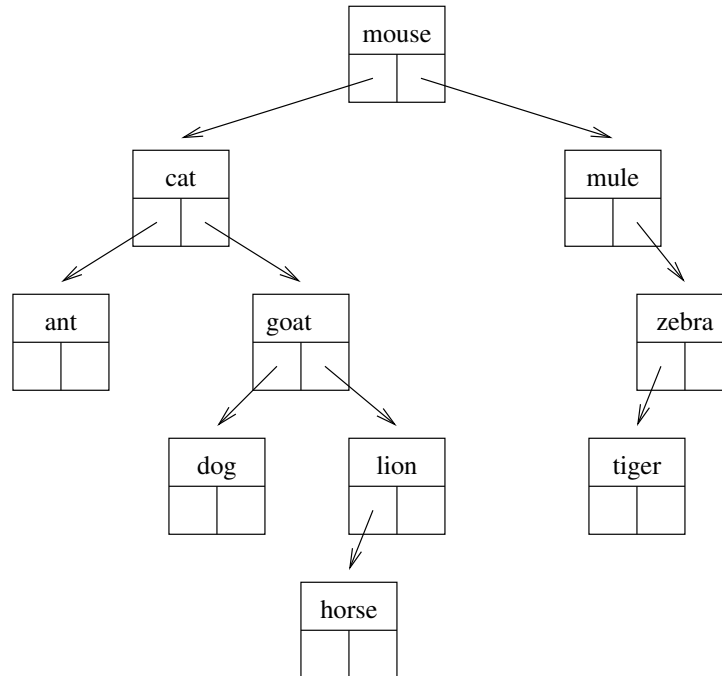 mouse
cat
mule
ant
goat
zebra
dog
lion
tiger
horse